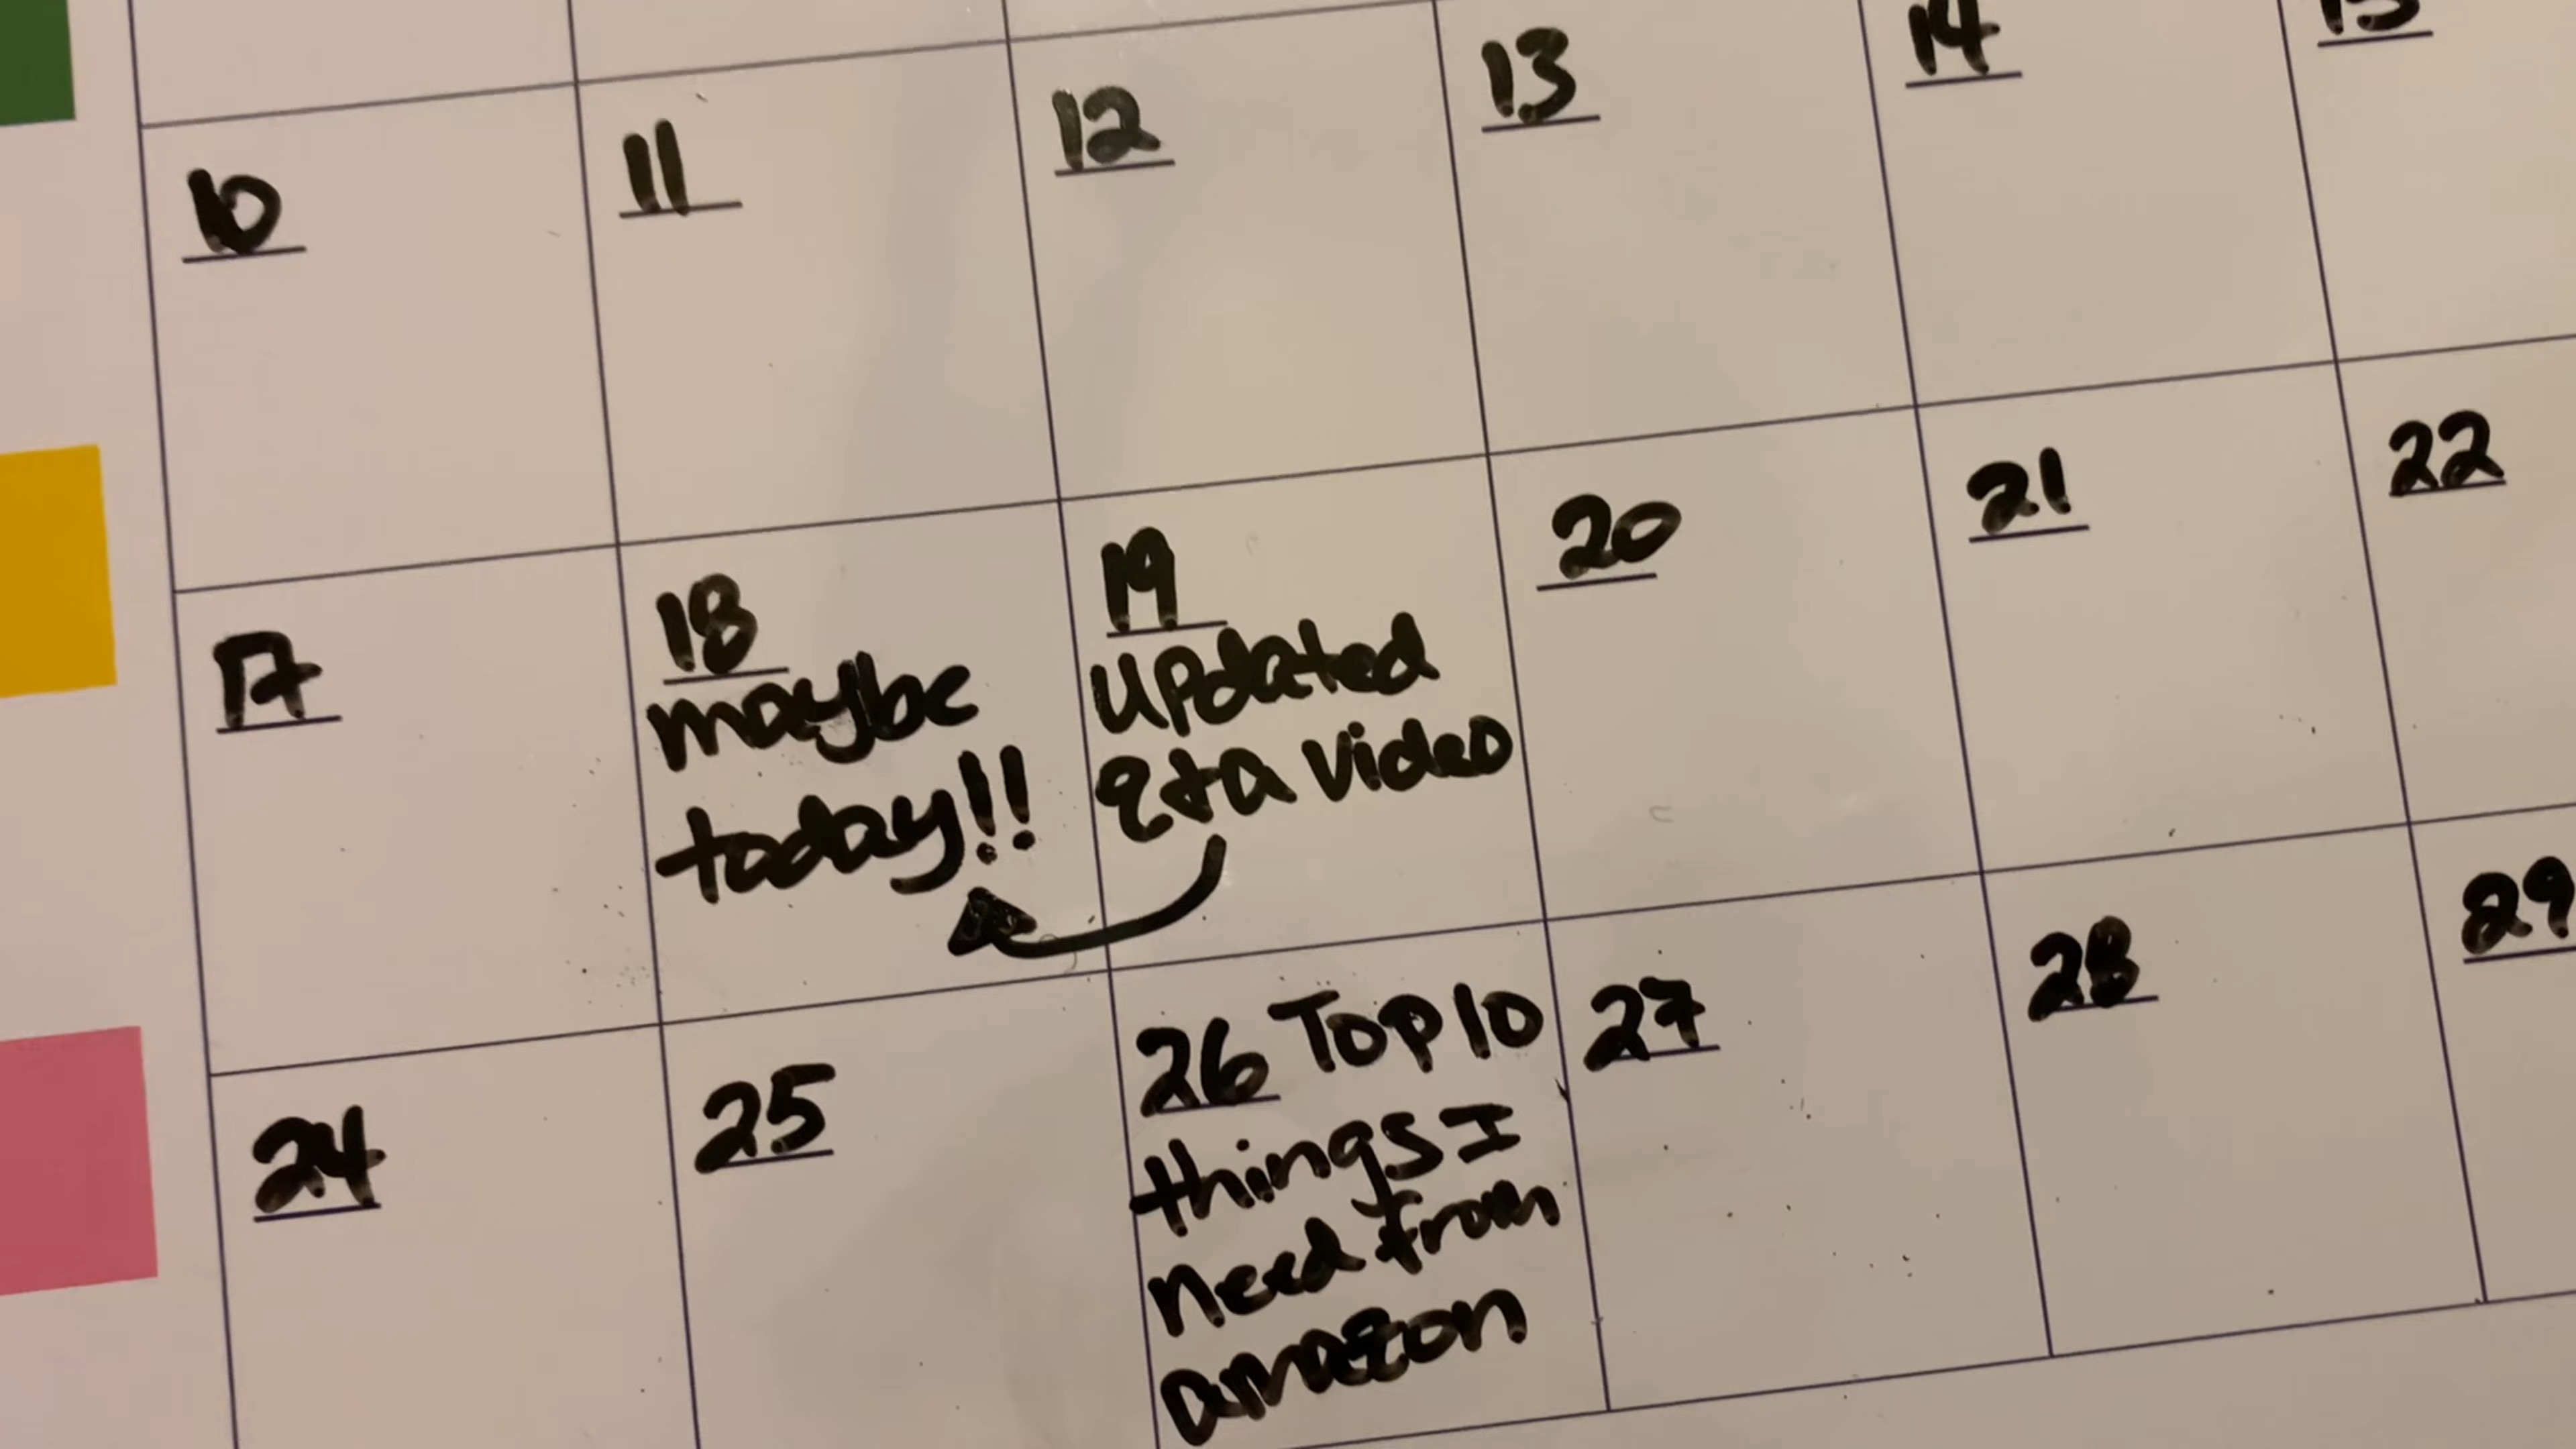 10 11 12 13 14 15
17 18 19 20 21 22
maybe
today!!
updated
q+a video
24 25 26 Top 10 27 28 29
things I
need from
amazon